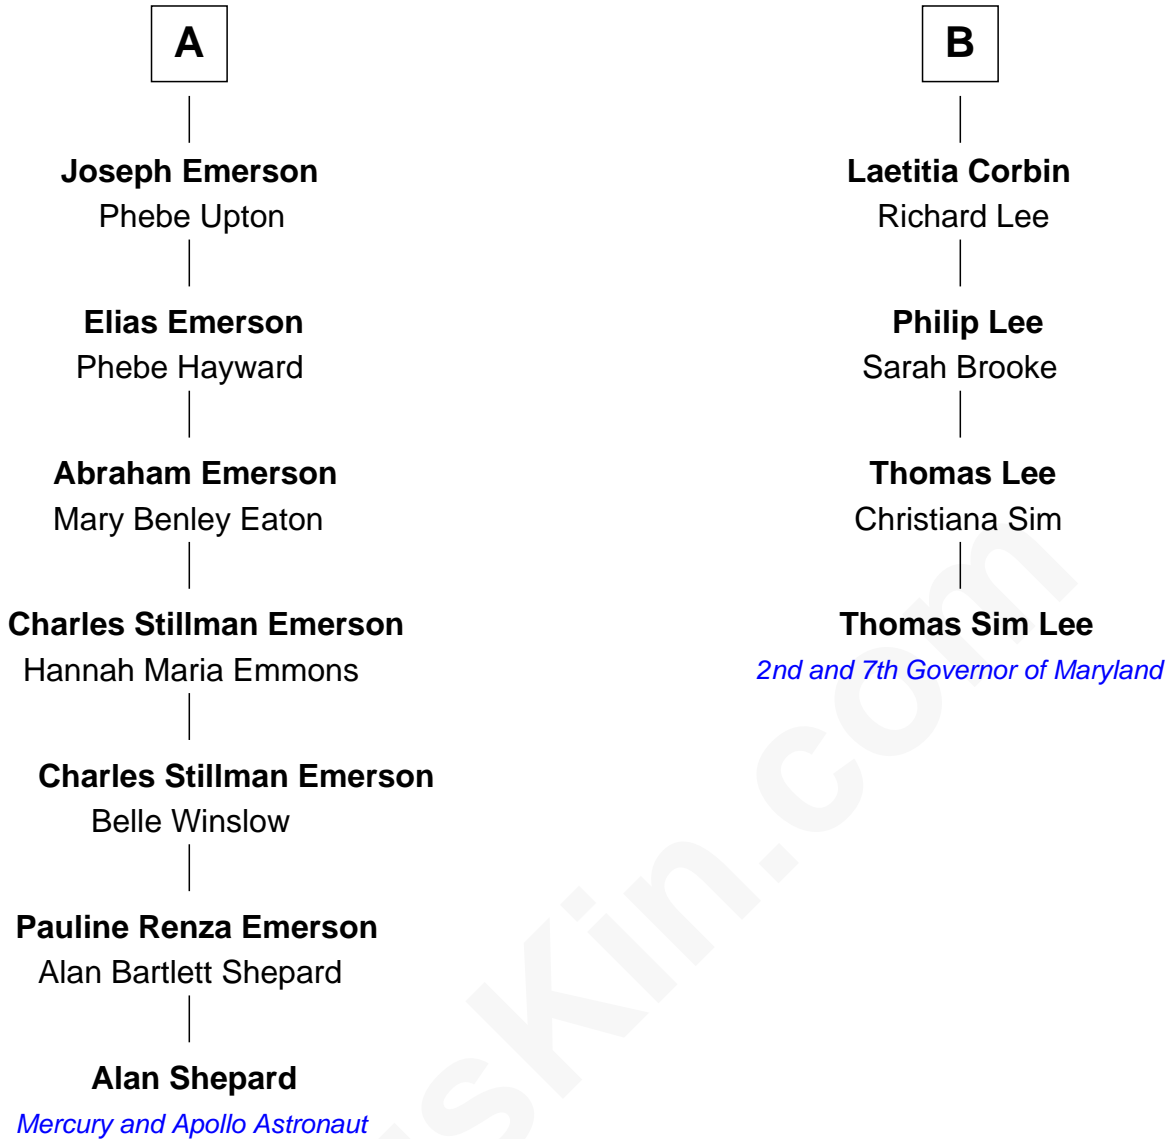 A
Joseph Emerson
Phebe Upton
Elias Emerson
Phebe Hayward
Abraham Emerson
Mary Benley Eaton
Charles Stillman Emerson
Hannah Maria Emmons
Charles Stillman Emerson
Belle Winslow
Pauline Renza Emerson
Alan Bartlett Shepard
Alan Shepard
Mercury and Apollo Astronaut
B
Laetitia Corbin
Richard Lee
Philip Lee
Sarah Brooke
Thomas Lee
Christiana Sim
Thomas Sim Lee
2nd and 7th Governor of Maryland